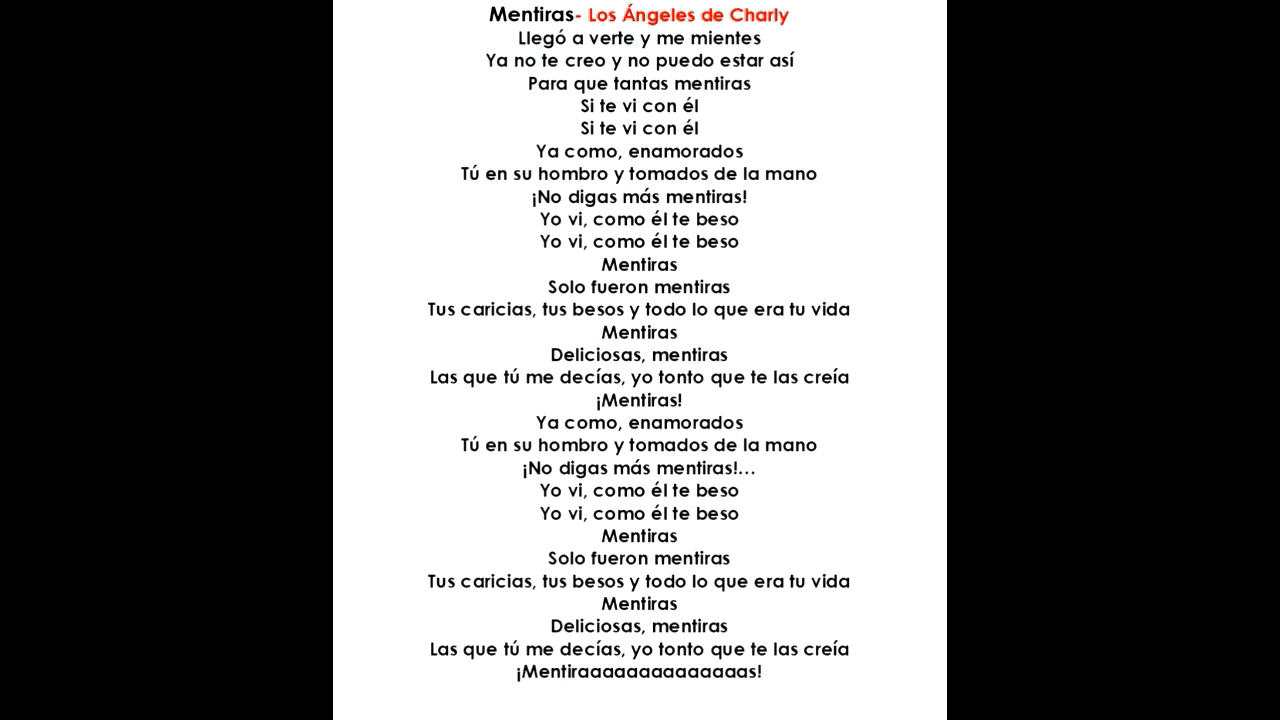 Mentiras- Los Ángeles de Charly
Llegó a verte y me mientes
Ya no te creo y no puedo estar así
Para que tantas mentiras
Si te vi con él
Si te vi con él
Ya como, enamorados
Tú en su hombro y tomados de la mano
¡No digas más mentiras!
Yo vi, como él te beso
Yo vi, como él te beso
Mentiras
Solo fueron mentiras
Tus caricias, tus besos y todo lo que era tu vida
Mentiras
Deliciosas, mentiras
Las que tú me decías, yo tonto que te las creía
¡Mentiras!
Ya como, enamorados
Tú en su hombro y tomados de la mano
¡No digas más mentiras!...
Yo vi, como él te beso
Yo vi, como él te beso
Mentiras
Solo fueron mentiras
Tus caricias, tus besos y todo lo que era tu vida
Mentiras
Deliciosas, mentiras
Las que tú me decías, yo tonto que te las creía
¡Mentiraaaaaaaaaaaaaas!